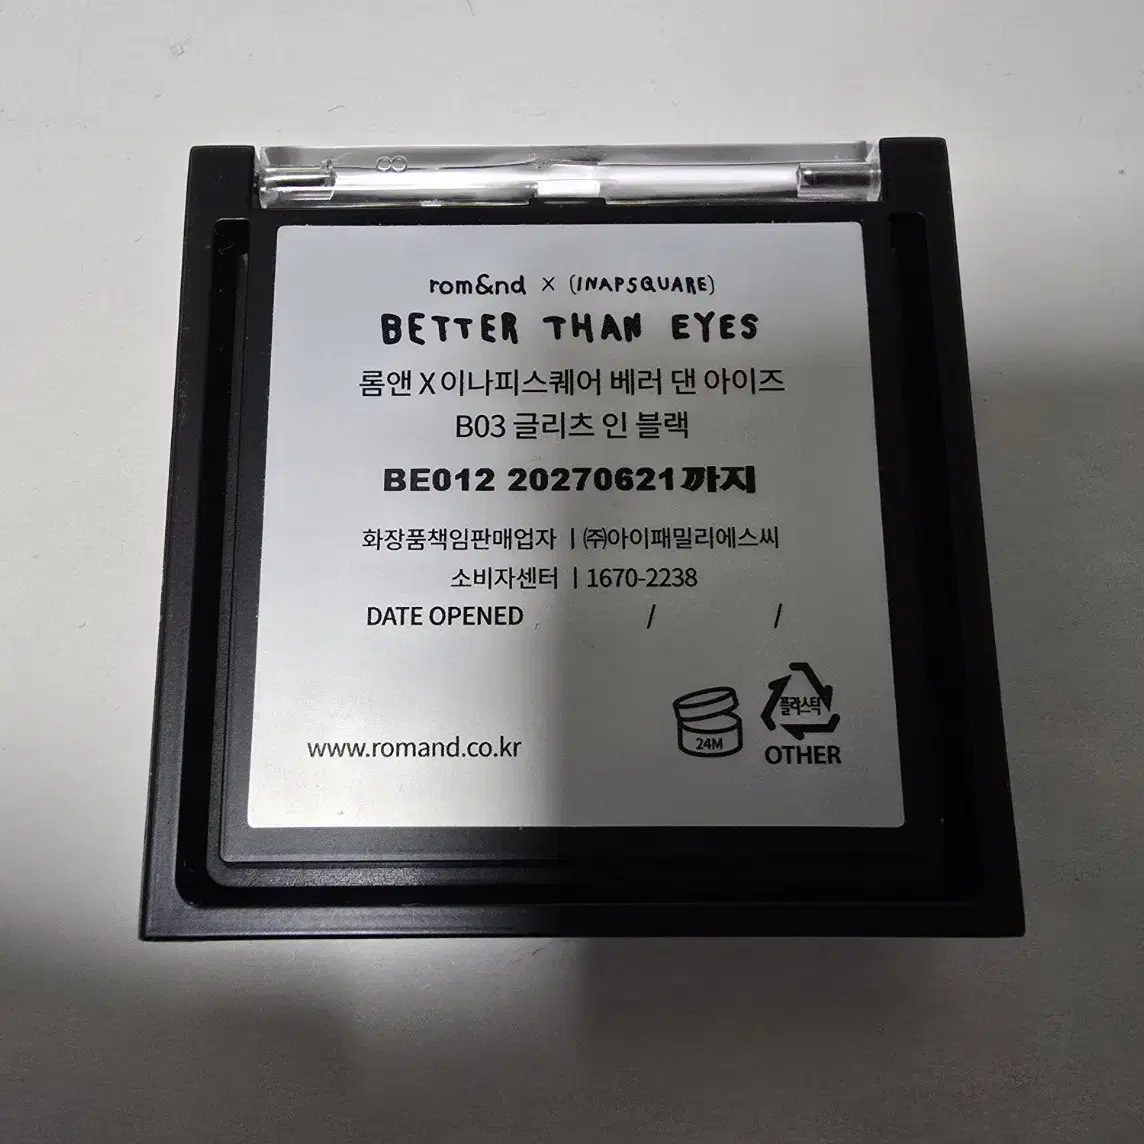 8
rom&nd × (INAPSQUARE)
BETTER THAN EYES
롬앤 X 이나피스퀘어 베러 댄 아이즈
B03 글리츠 인 블랙
BE012 20270621까지
화장품책임판매업자 ㅣ㈜아이패밀리에스씨
소비자센터 ㅣ1670-2238
DATE OPENED / /
플라스틱
24M
OTHER
www.romand.co.kr